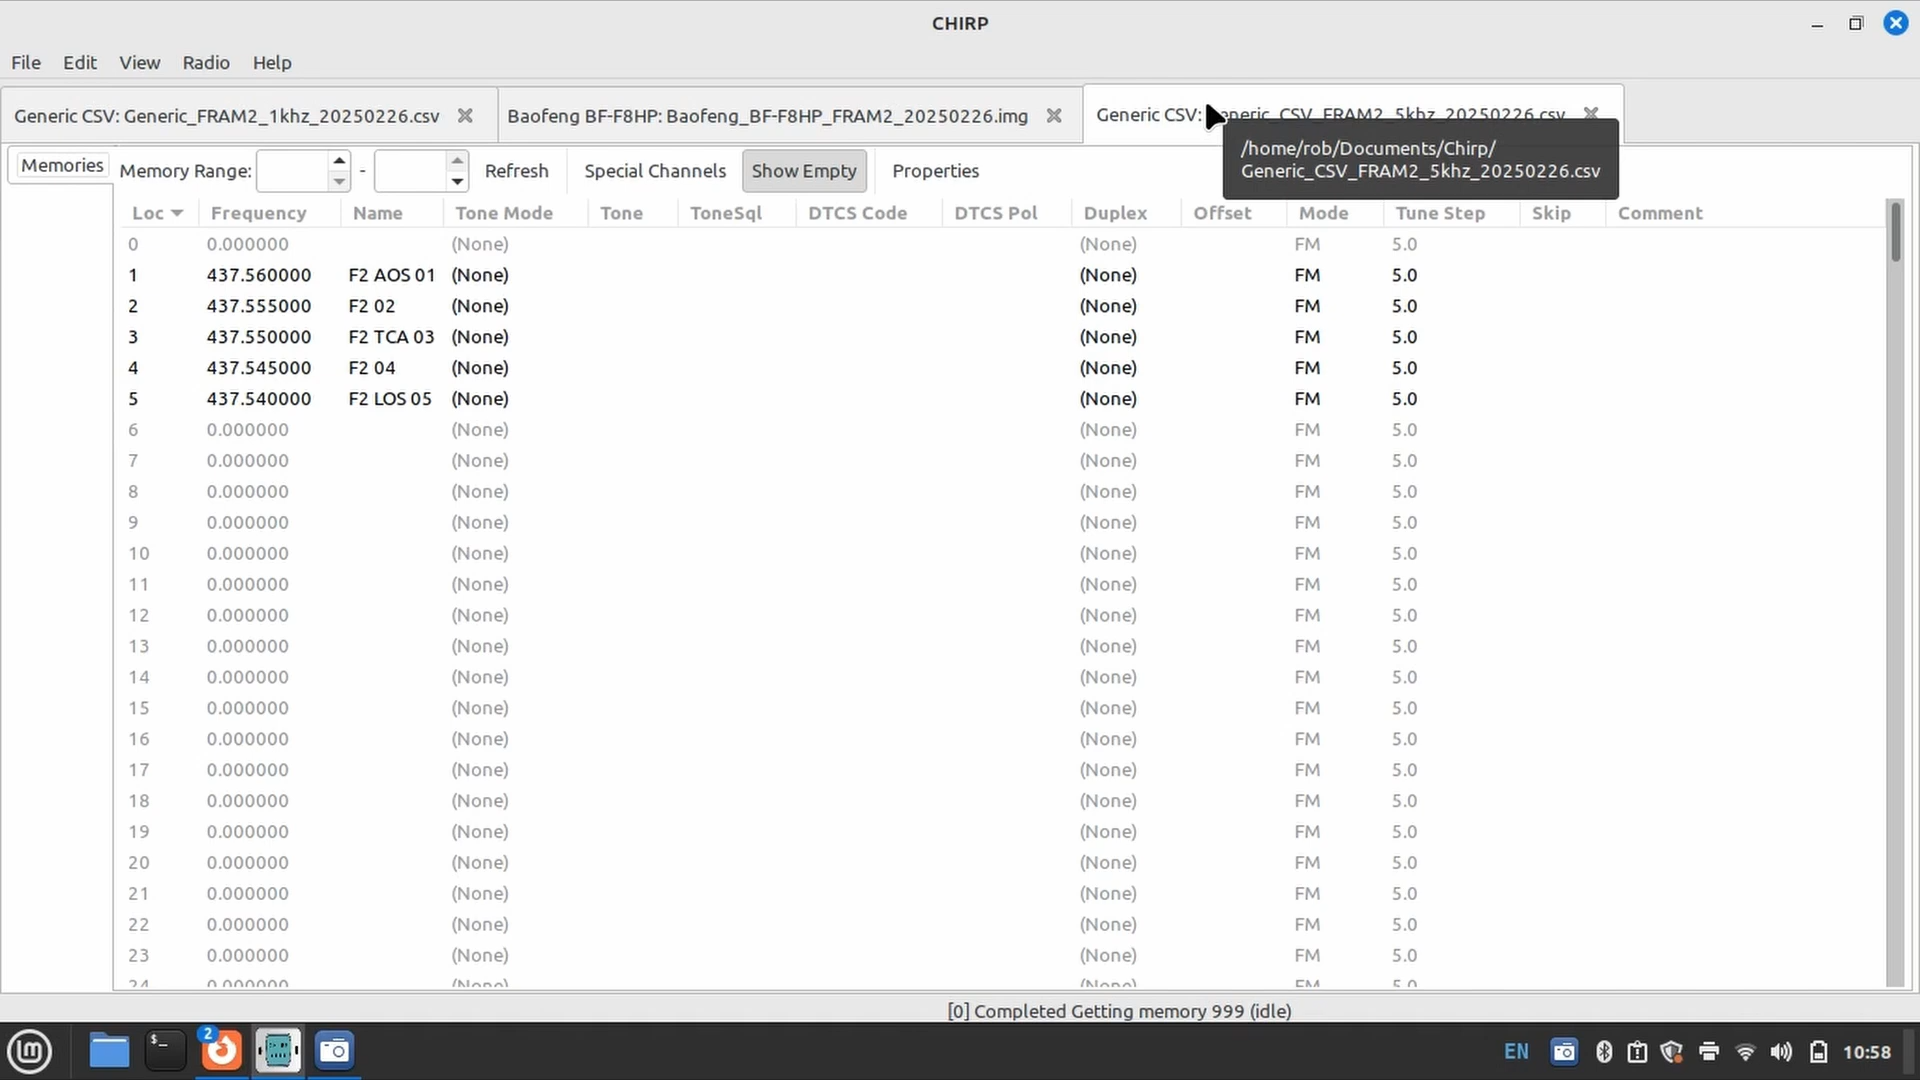 CHIRP
File Edit View Radio Help
Generic CSV: Generic_FRAM2_1khz_20250226.csv Baofeng BF-F8HP: Baofeng_BF-F8HP_FRAM2_20250226.img Generic CSV: Generic_CSV_FRAM2_5khz_20250226.csv
/home/rob/Documents/Chirp/
Generic_CSV_FRAM2_5khz_20250226.csv
Memories Memory Range: - Refresh Special Channels Show Empty Properties
Loc Frequency Name Tone Mode Tone ToneSql DTCS Code DTCS Pol Duplex Offset Mode Tune Step Skip Comment
0 0.000000 (None) (None) FM 5.0
1 437.560000 F2 AOS 01 (None) (None) FM 5.0
2 437.555000 F2 02 (None) (None) FM 5.0
3 437.550000 F2 TCA 03 (None) (None) FM 5.0
4 437.545000 F2 04 (None) (None) FM 5.0
5 437.540000 F2 LOS 05 (None) (None) FM 5.0
6 0.000000 (None) (None) FM 5.0
7 0.000000 (None) (None) FM 5.0
8 0.000000 (None) (None) FM 5.0
9 0.000000 (None) (None) FM 5.0
10 0.000000 (None) (None) FM 5.0
11 0.000000 (None) (None) FM 5.0
12 0.000000 (None) (None) FM 5.0
13 0.000000 (None) (None) FM 5.0
14 0.000000 (None) (None) FM 5.0
15 0.000000 (None) (None) FM 5.0
16 0.000000 (None) (None) FM 5.0
17 0.000000 (None) (None) FM 5.0
18 0.000000 (None) (None) FM 5.0
19 0.000000 (None) (None) FM 5.0
20 0.000000 (None) (None) FM 5.0
21 0.000000 (None) (None) FM 5.0
22 0.000000 (None) (None) FM 5.0
23 0.000000 (None) (None) FM 5.0
24 0.000000 (None) (None) FM 5.0
[0] Completed Getting memory 999 (idle)
2 EN 10:58